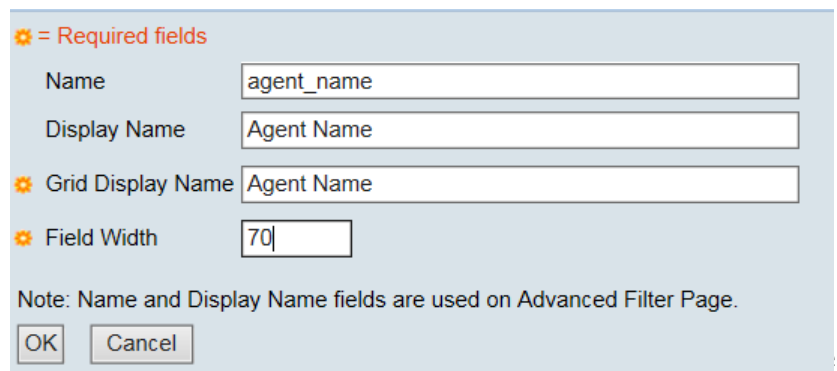 = Required fields
Name agent_name
Display Name Agent Name
Grid Display Name Agent Name
Field Width 70
Note: Name and Display Name fields are used on Advanced Filter Page.
OK Cancel